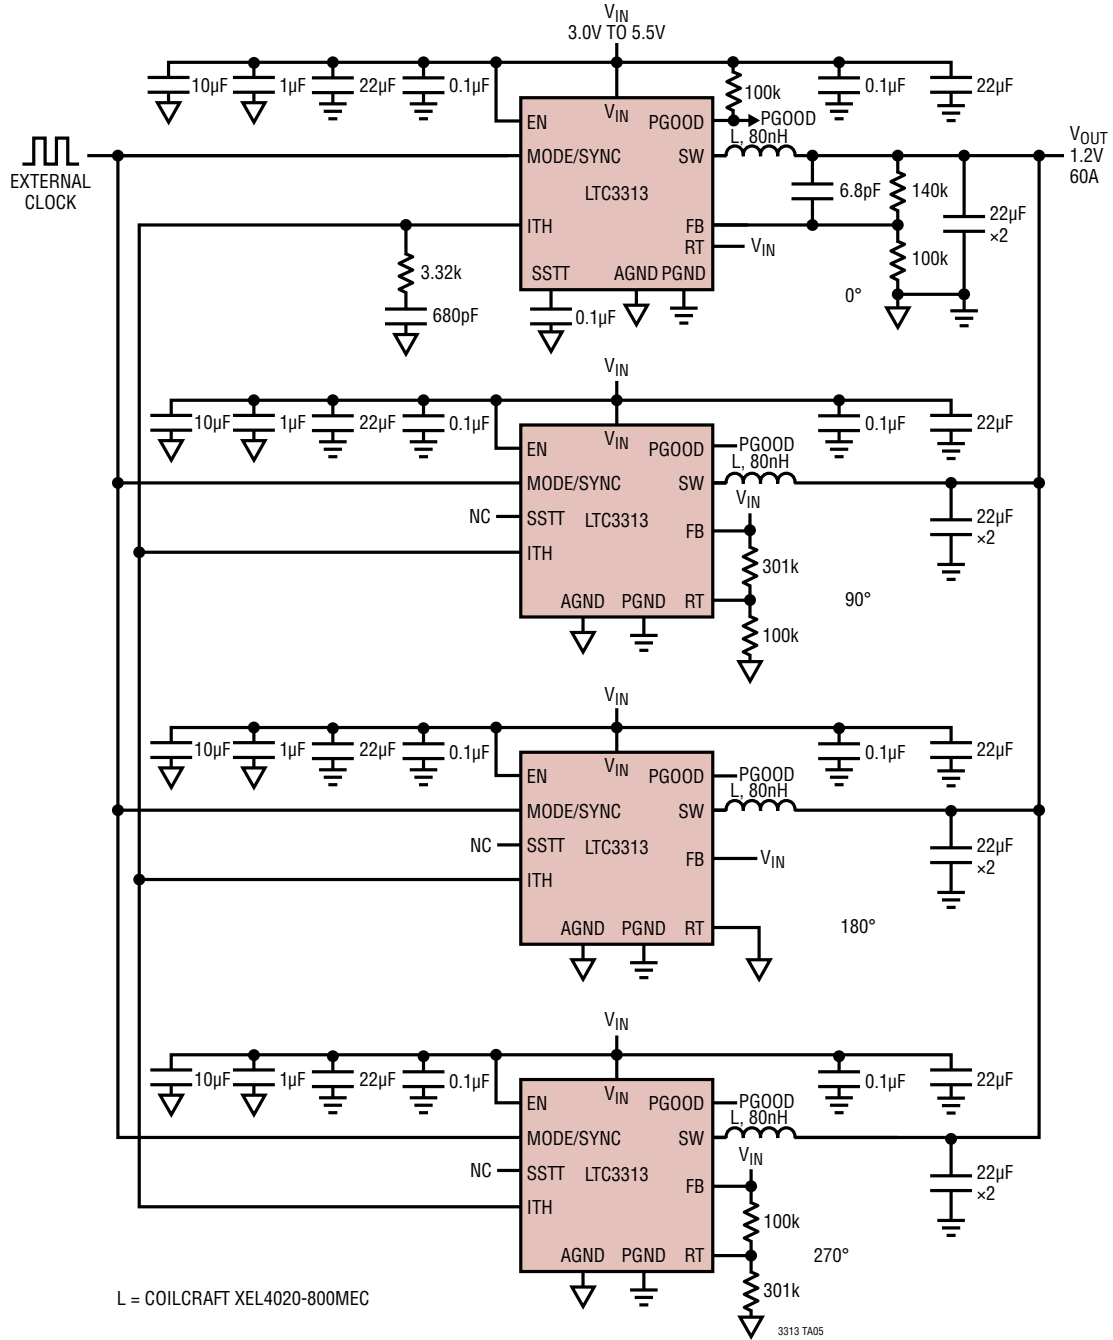 VIN
3.0V TO 5.5V
10µF
1µF
22µF
0.1µF
100k
0.1µF
22µF
VIN
EN
PGOOD
PGOOD
L, 80nH
MODE/SYNC
SW
EXTERNAL
CLOCK
VOUT
1.2V
60A
LTC3313
6.8pF
140k
22µF
×2
ITH
FB
RT
VIN
3.32k
100k
SSTT
AGND
PGND
0°
680pF
0.1µF
VIN
10µF
1µF
22µF
0.1µF
0.1µF
22µF
VIN
EN
PGOOD
PGOOD
L, 80nH
MODE/SYNC
SW
VIN
NC
SSTT
LTC3313
FB
22µF
×2
ITH
301k
AGND
PGND
RT
90°
100k
VIN
10µF
1µF
22µF
0.1µF
0.1µF
22µF
VIN
EN
PGOOD
PGOOD
L, 80nH
MODE/SYNC
SW
NC
SSTT
LTC3313
FB
VIN
22µF
×2
ITH
AGND
PGND
RT
180°
VIN
10µF
1µF
22µF
0.1µF
0.1µF
22µF
VIN
EN
PGOOD
PGOOD
L, 80nH
MODE/SYNC
SW
VIN
NC
SSTT
LTC3313
FB
22µF
×2
ITH
100k
AGND
PGND
RT
270°
301k
L = COILCRAFT XEL4020-800MEC
3313 TA05